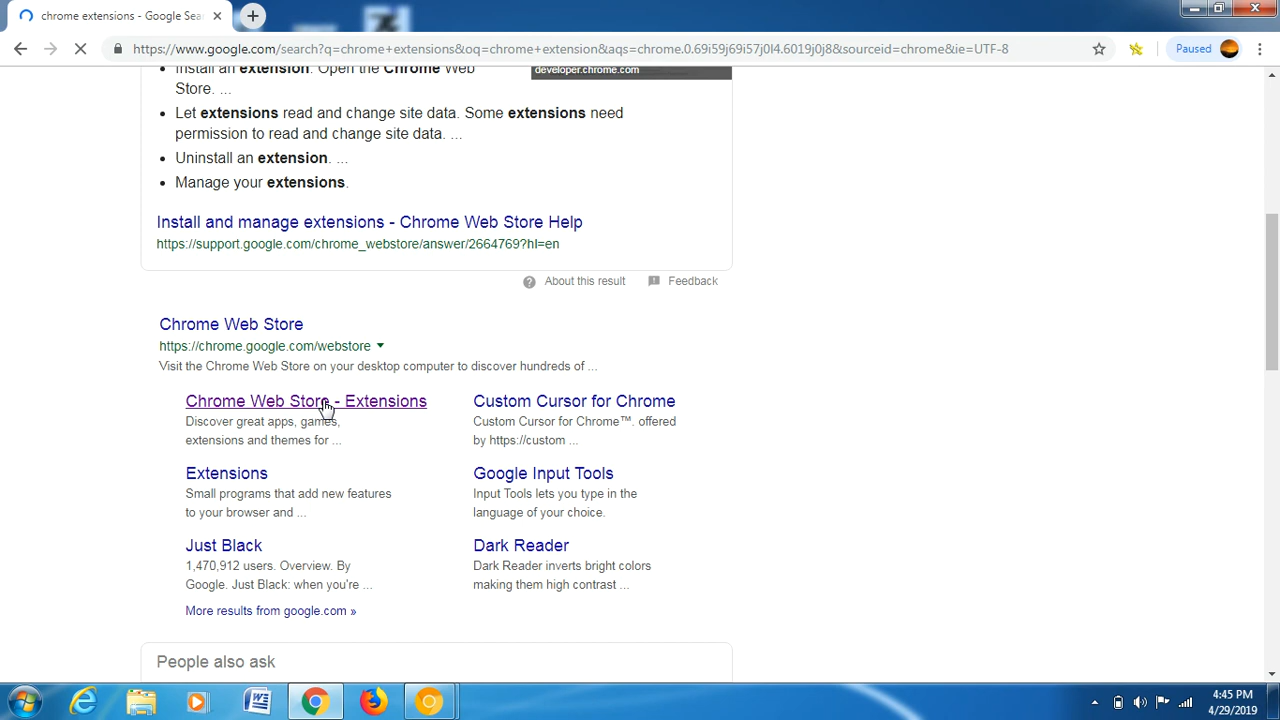 chrome extensions - Google Sea
https://www.google.com/search?q=chrome+extensions&oq=chrome+extension&aqs=chrome.0.69i59j69i57j0l4.6019j0j8&sourceid=chrome&ie=UTF-8
Paused
Install an extension. Open the Chrome Web
Store. ...
developer.chrome.com
Let extensions read and change site data. Some extensions need
permission to read and change site data. ...
Uninstall an extension. ...
Manage your extensions.
Install and manage extensions - Chrome Web Store Help
https://support.google.com/chrome_webstore/answer/2664769?hl=en
About this result
Feedback
Chrome Web Store
https://chrome.google.com/webstore
Visit the Chrome Web Store on your desktop computer to discover hundreds of ...
Chrome Web Store - Extensions
Discover great apps, games,
extensions and themes for ...
Custom Cursor for Chrome
Custom Cursor for Chrome™. offered
by https://custom ...
Extensions
Small programs that add new features
to your browser and ...
Google Input Tools
Input Tools lets you type in the
language of your choice.
Just Black
1,470,912 users. Overview. By
Google. Just Black: when you're ...
Dark Reader
Dark Reader inverts bright colors
making them high contrast ...
More results from google.com »
People also ask
4:45 PM
4/29/2019